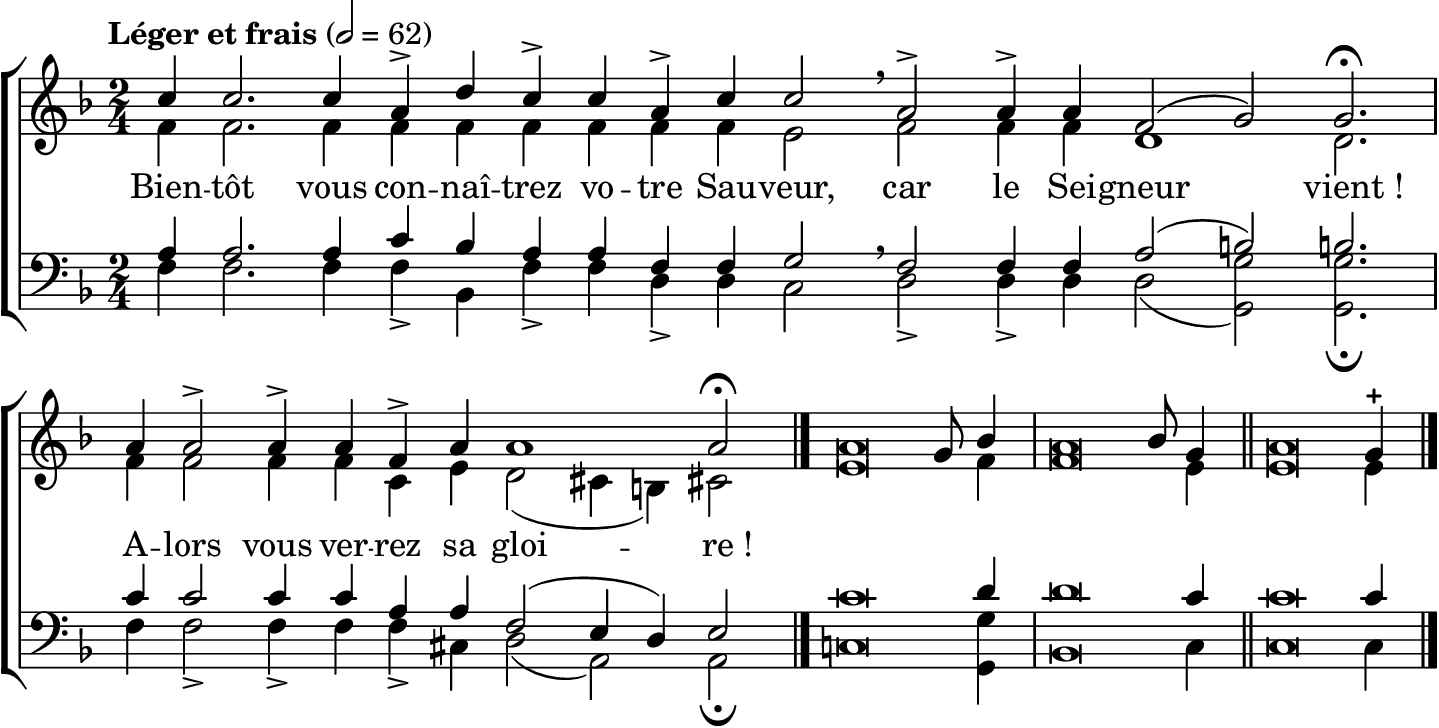 Léger et frais (𝅗𝅥 = 62)
Bien -- tôt vous con -- naî -- trez vo -- tre Sauveur, car le Seigneur vient !
A -- lors vous ver -- rez sa gloi -- re !